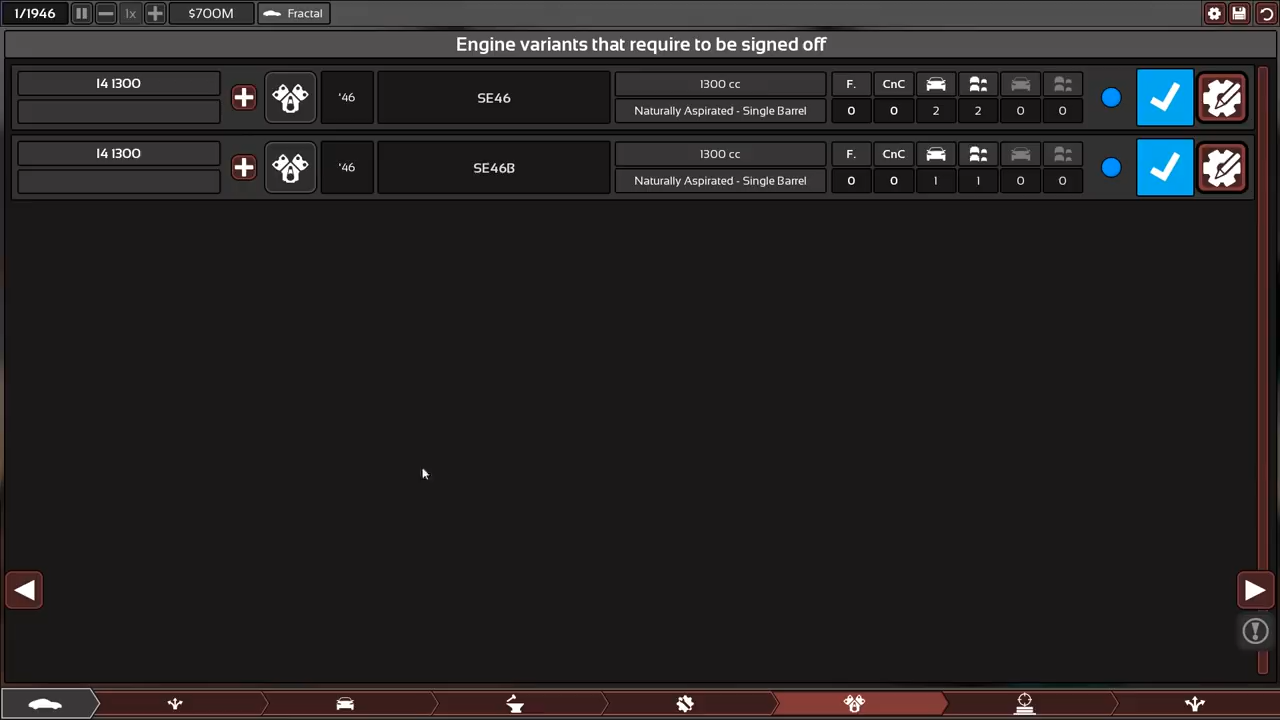 1/1946 1x $700M Fractal
Engine variants that require to be signed off
I4 1300 '46 SE46 1300 cc F. CnC
Naturally Aspirated - Single Barrel 0 0 2 2 0 0
I4 1300 '46 SE46B 1300 cc F. CnC
Naturally Aspirated - Single Barrel 0 0 1 1 0 0